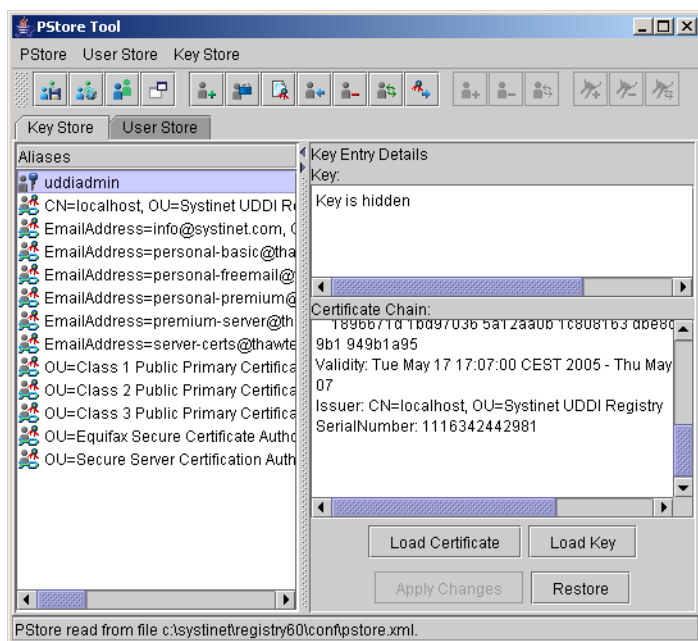 PStore Tool
PStore User Store Key Store
Key Store User Store
Aliases
uddiadmin
CN=localhost, OU=Systinet UDDI R
EmailAddress=info@systinet.com,
EmailAddress=personal-basic@tha
EmailAddress=personal-freemail@
EmailAddress=personal-premium@
EmailAddress=premium-server@th
EmailAddress=server-certs@thawte
OU=Class 1 Public Primary Certifica
OU=Class 2 Public Primary Certifica
OU=Class 3 Public Primary Certifica
OU=Equifax Secure Certificate Autho
OU=Secure Server Certification Auth
Key Entry Details
Key:
Key is hidden
Certificate Chain:
1896671d 1bd97036 5a12aa0b 1c808163
9b1 949b1a95
Validity: Tue May 17 17:07:00 CEST 2005 - Thu May
07
Issuer: CN=localhost, OU=Systinet UDDI Registry
SerialNumber: 1116342442981
Load Certificate Load Key
Apply Changes Restore
PStore read from file c:\systinet\registry60\conf\pstore.xml.